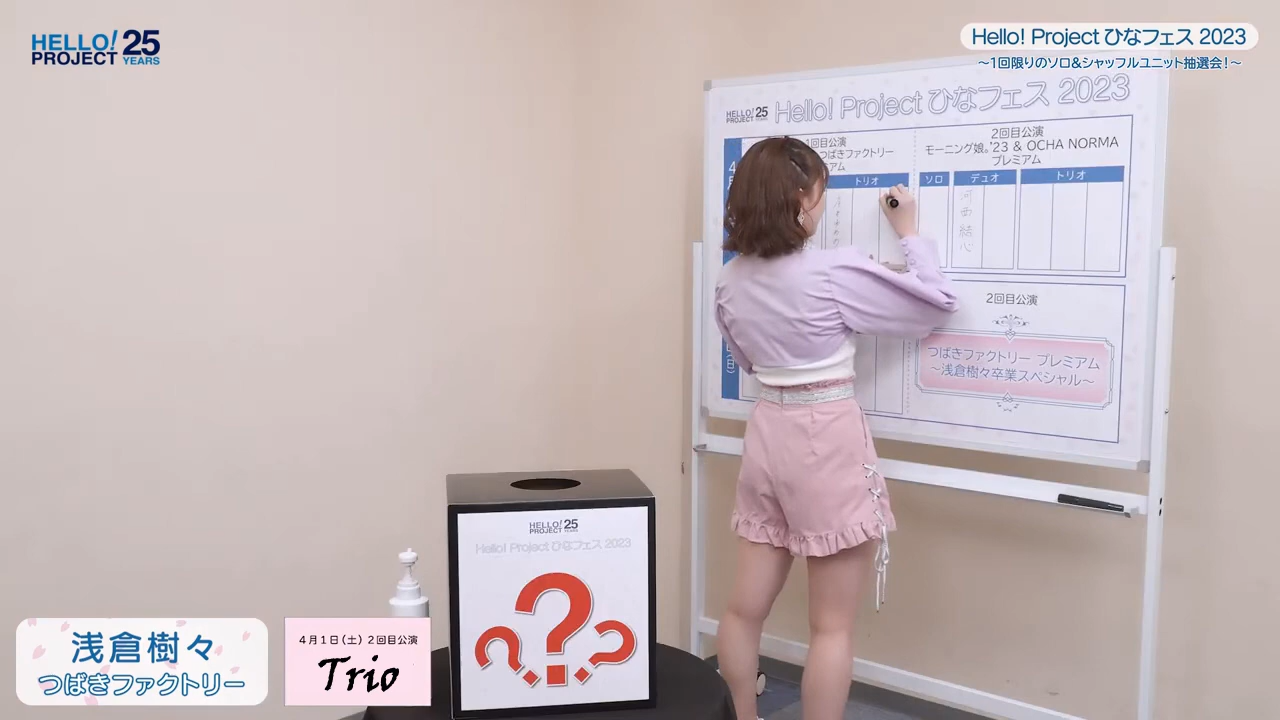 HELLO! PROJECT 25 YEARS
Hello! Project ひなフェス 2023
～1回限りのソロ&シャッフルユニット抽選会!～
HELLO! PROJECT 25 YEARS
Hello! Project ひなフェス 2023
1回目公演
つばきファクトリー
2回目公演
モーニング娘。'23 & OCHA NORMA
プレミアム
トリオ
ソロ
デュオ
トリオ
河西結心
2回目公演
つばきファクトリー プレミアム
～浅倉樹々卒業スペシャル～
(日)
HELLO! PROJECT 25 YEARS
Hello! Project ひなフェス 2023
???
浅倉樹々
つばきファクトリー
4月1日(土) 2回目公演
Trio